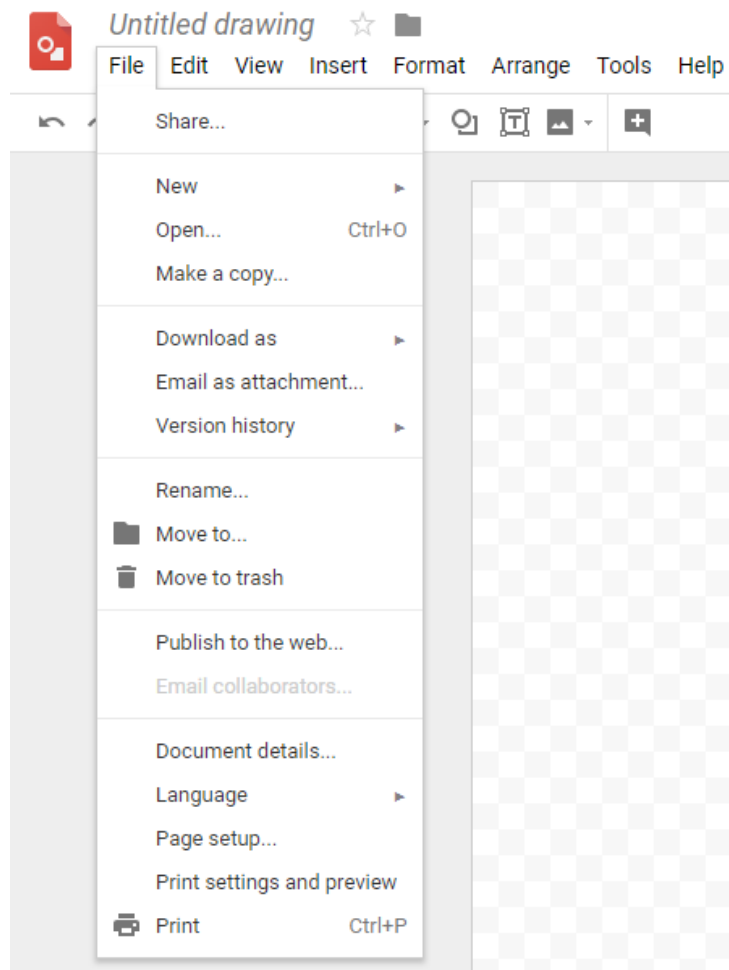 Untitled drawing
File Edit View Insert Format Arrange Tools Help
Share...
New
Open... Ctrl+O
Make a copy...
Download as
Email as attachment...
Version history
Rename...
Move to...
Move to trash
Publish to the web...
Email collaborators...
Document details...
Language
Page setup...
Print settings and preview
Print Ctrl+P